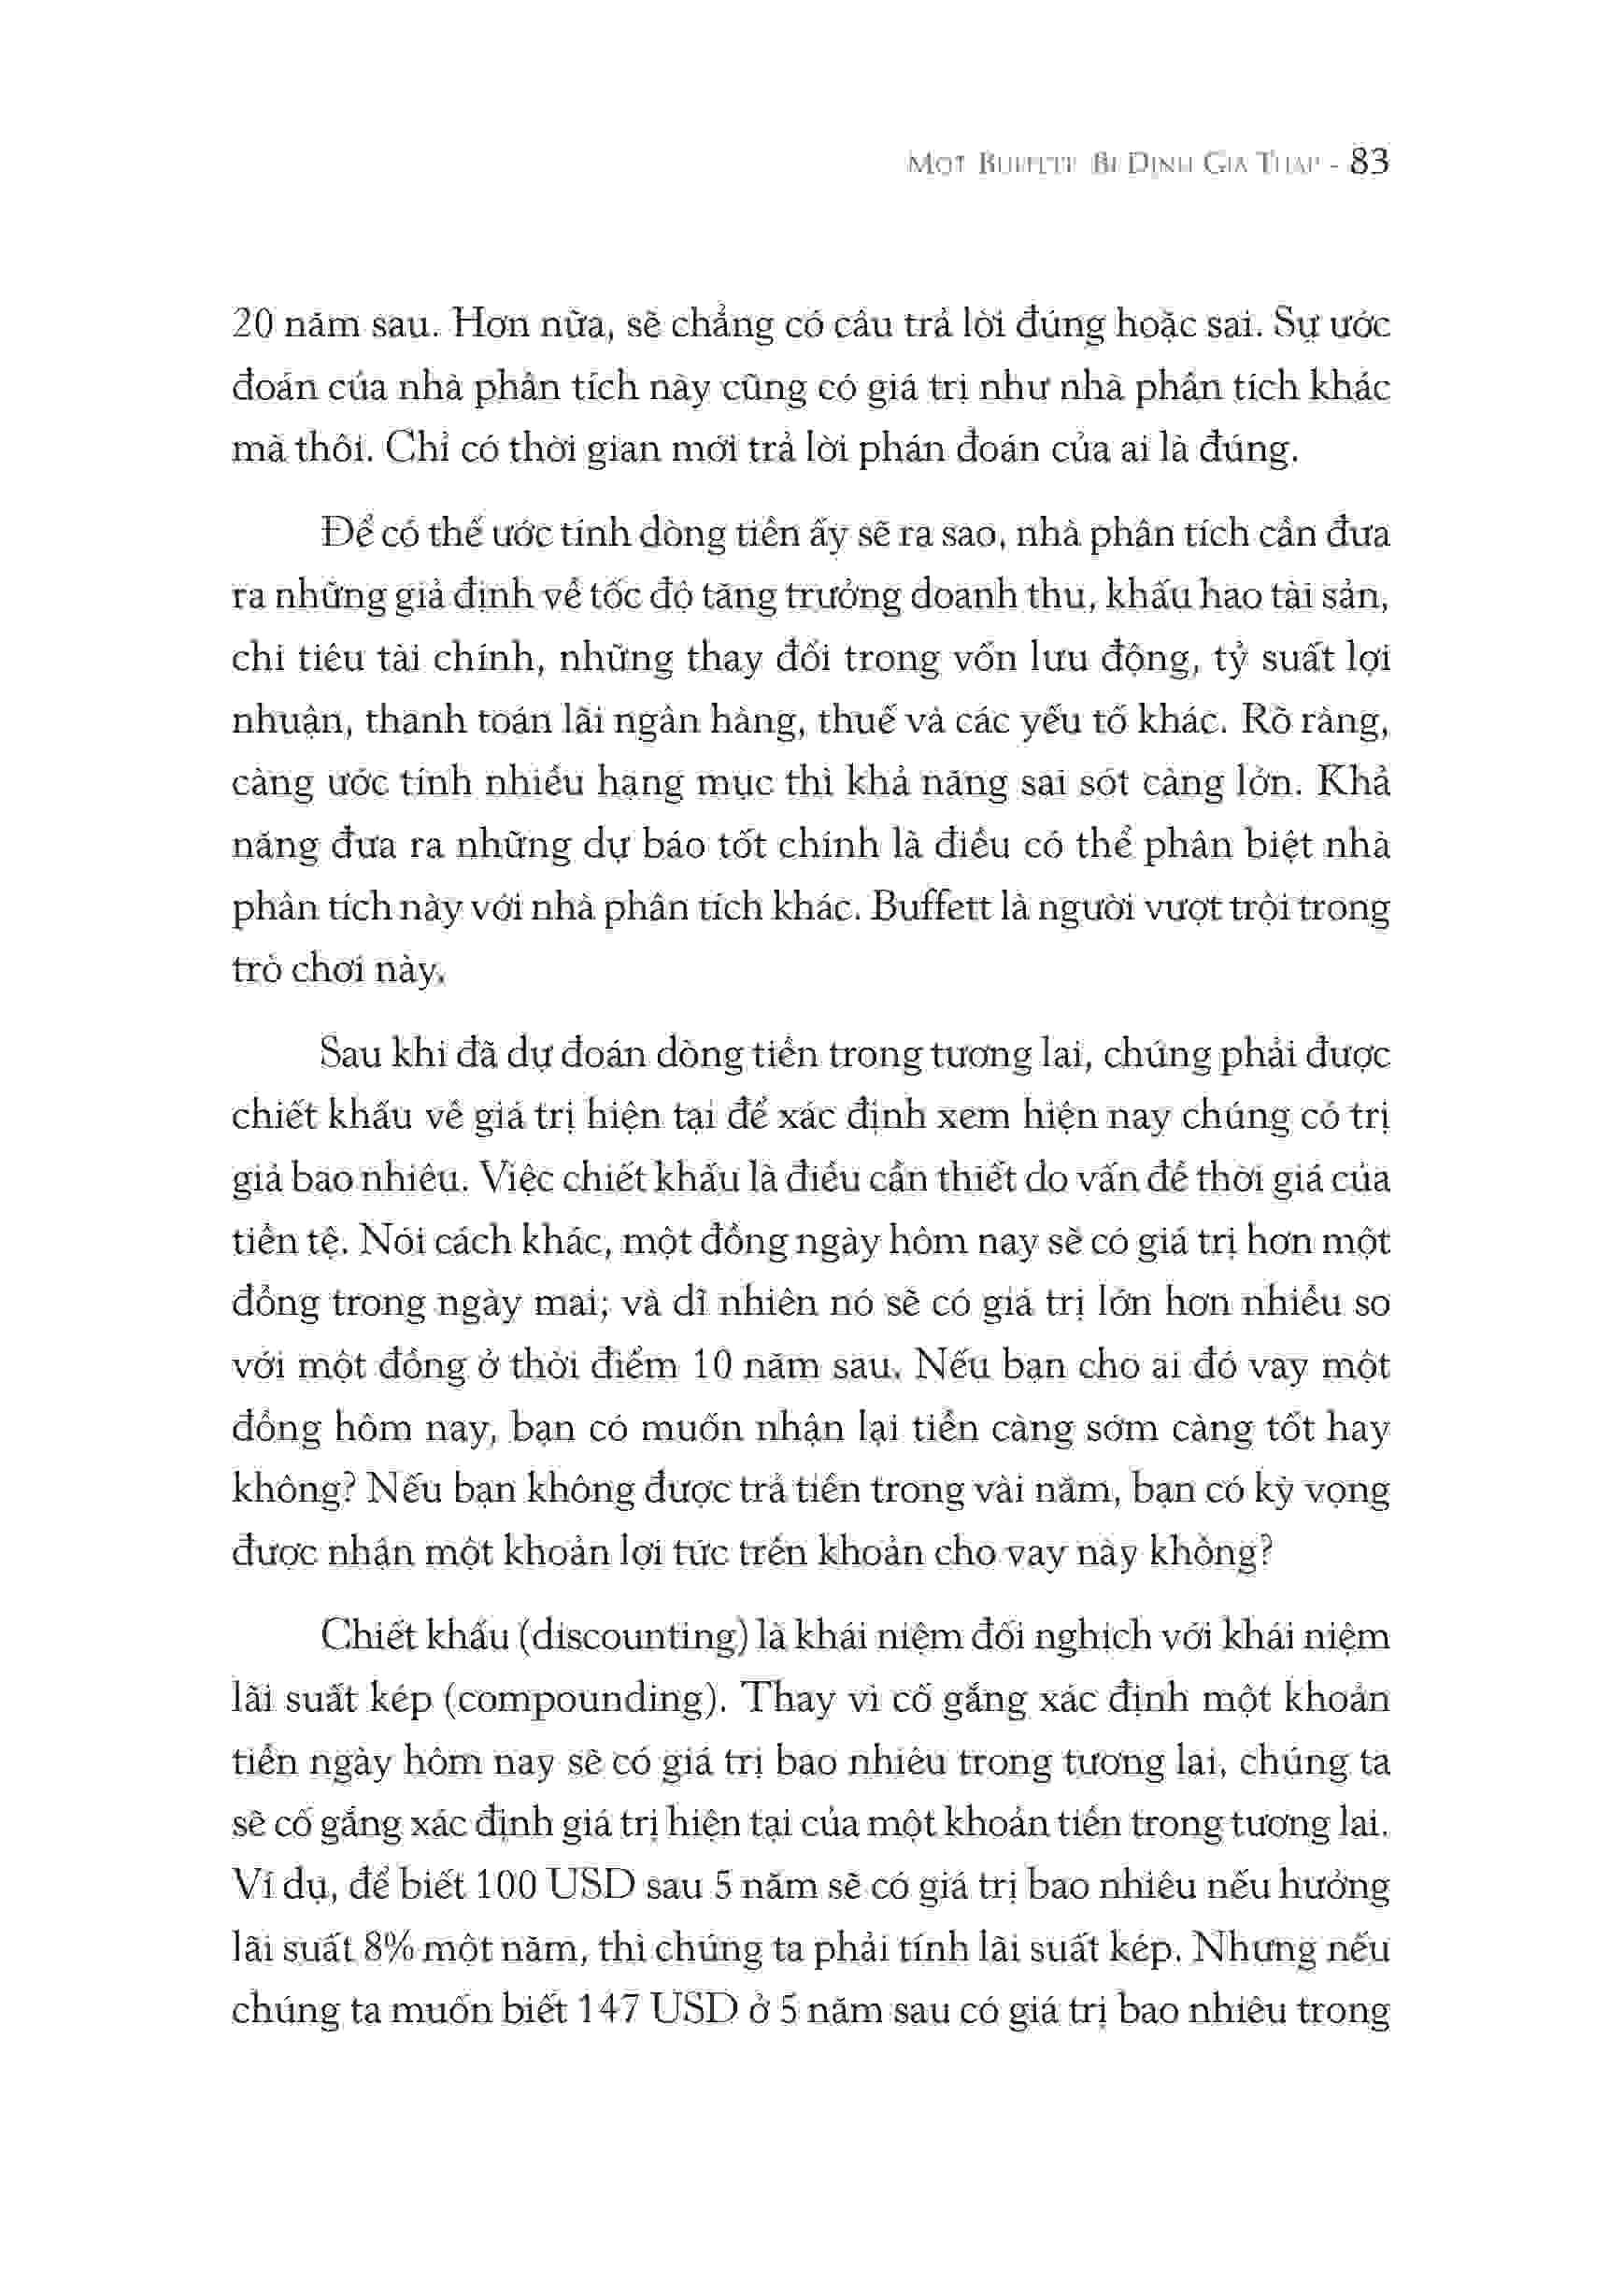 Một Buffett Bị Định Giá Thấp - 83
20 năm sau. Hơn nữa, sẽ chẳng có câu trả lời đúng hoặc sai. Sự ước
đoán của nhà phân tích này cũng có giá trị như nhà phân tích khác
mà thôi. Chỉ có thời gian mới trả lời phán đoán của ai là đúng.
Để có thể ước tính dòng tiền ấy sẽ ra sao, nhà phân tích cần đưa
ra những giả định về tốc độ tăng trưởng doanh thu, khấu hao tài sản,
chi tiêu tài chính, những thay đổi trong vốn lưu động, tỷ suất lợi
nhuận, thanh toán lãi ngân hàng, thuế và các yếu tố khác. Rõ ràng,
càng ước tính nhiều hạng mục thì khả năng sai sót càng lớn. Khả
năng đưa ra những dự báo tốt chính là điều có thể phân biệt nhà
phân tích này với nhà phân tích khác. Buffett là người vượt trội trong
trò chơi này.
Sau khi đã dự đoán dòng tiền trong tương lai, chúng phải được
chiết khấu về giá trị hiện tại để xác định xem hiện nay chúng có trị
giá bao nhiêu. Việc chiết khấu là điều cần thiết do vấn đề thời giá của
tiền tệ. Nói cách khác, một đồng ngày hôm nay sẽ có giá trị hơn một
đồng trong ngày mai; và dĩ nhiên nó sẽ có giá trị lớn hơn nhiều so
với một đồng ở thời điểm 10 năm sau. Nếu bạn cho ai đó vay một
đồng hôm nay, bạn có muốn nhận lại tiền càng sớm càng tốt hay
không? Nếu bạn không được trả tiền trong vài năm, bạn có kỳ vọng
được nhận một khoản lợi tức trên khoản cho vay này không?
Chiết khấu (discounting) là khái niệm đối nghịch với khái niệm
lãi suất kép (compounding). Thay vì cố gắng xác định một khoản
tiền ngày hôm nay sẽ có giá trị bao nhiêu trong tương lai, chúng ta
sẽ cố gắng xác định giá trị hiện tại của một khoản tiền trong tương lai.
Ví dụ, để biết 100 USD sau 5 năm sẽ có giá trị bao nhiêu nếu hưởng
lãi suất 8% một năm, thì chúng ta phải tính lãi suất kép. Nhưng nếu
chúng ta muốn biết 147 USD ở 5 năm sau có giá trị bao nhiêu trong